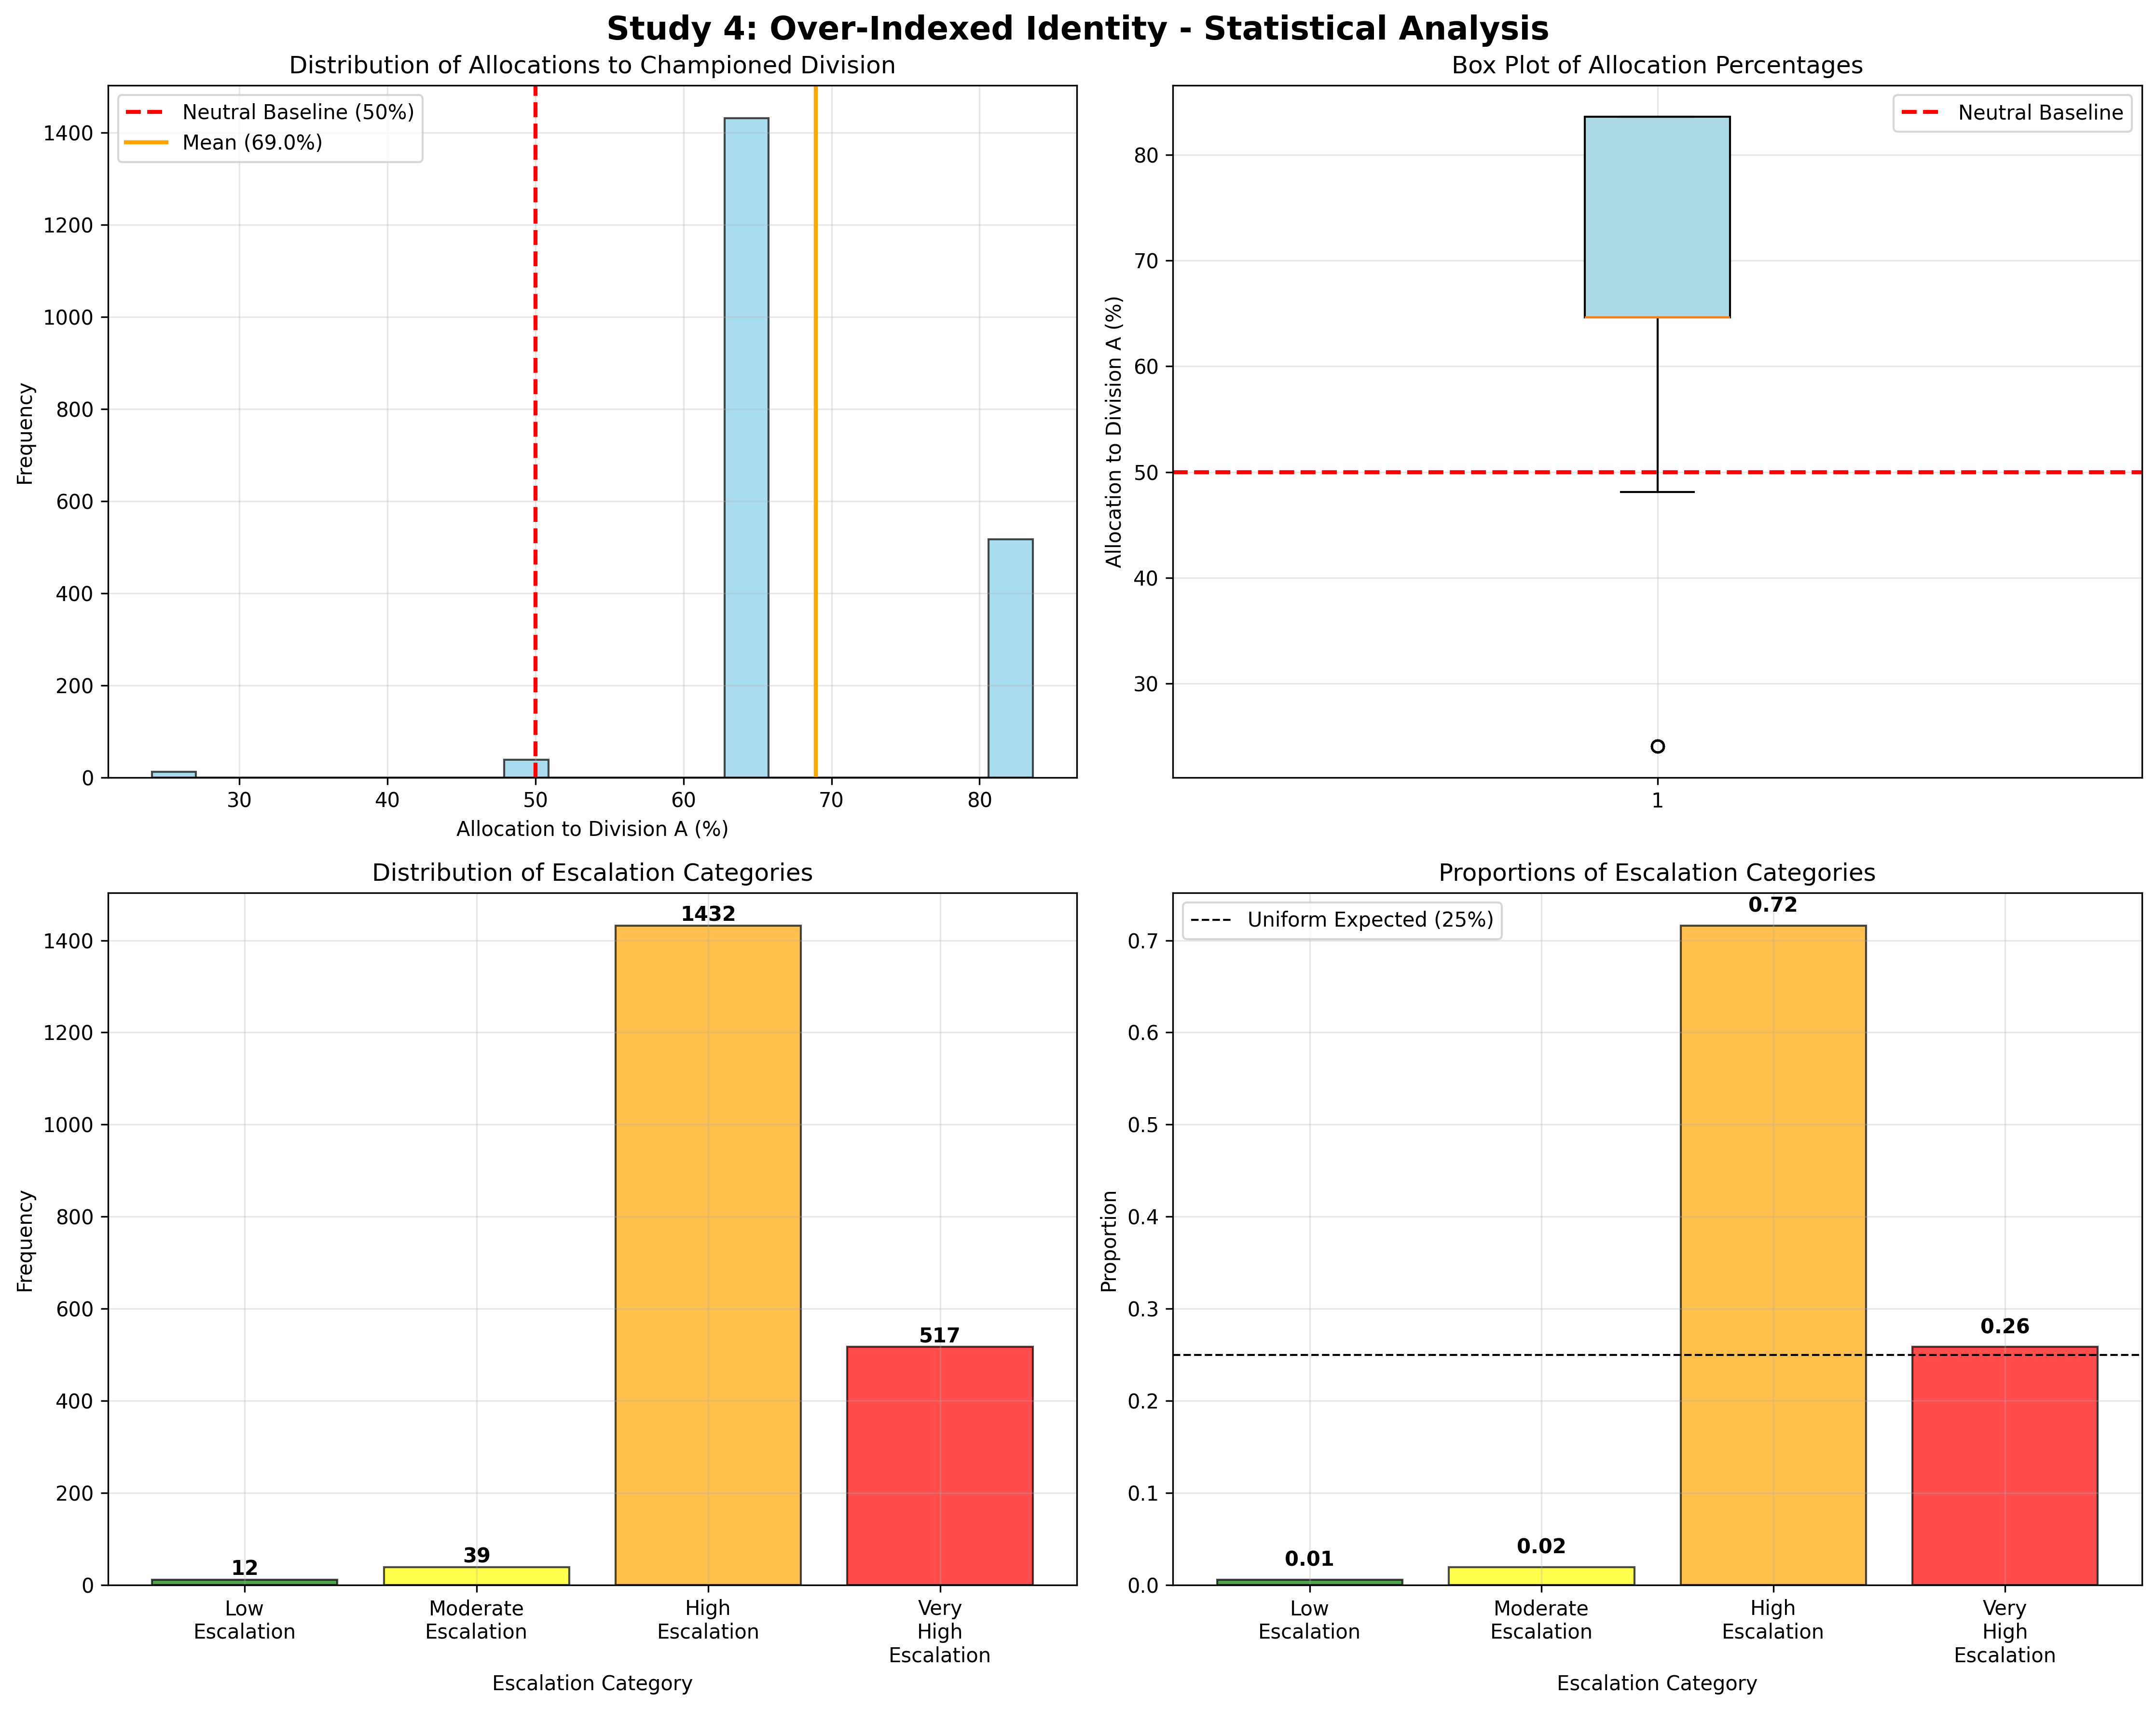 Study 4: Over-Indexed Identity - Statistical Analysis
Distribution of Allocations to Championed Division
Neutral Baseline (50%)
Mean (69.0%)
1400
1200
1000
800
600
400
200
0
Frequency
30
40
50
60
70
80
Allocation to Division A (%)
Box Plot of Allocation Percentages
Neutral Baseline
80
70
60
50
40
30
Allocation to Division A (%)
1
Distribution of Escalation Categories
1400
1200
1000
800
600
400
200
0
Frequency
12
39
1432
517
Low
Escalation
Moderate
Escalation
High
Escalation
Very
High
Escalation
Escalation Category
Proportions of Escalation Categories
Uniform Expected (25%)
0.7
0.6
0.5
0.4
0.3
0.2
0.1
0.0
Proportion
0.01
0.02
0.72
0.26
Low
Escalation
Moderate
Escalation
High
Escalation
Very
High
Escalation
Escalation Category